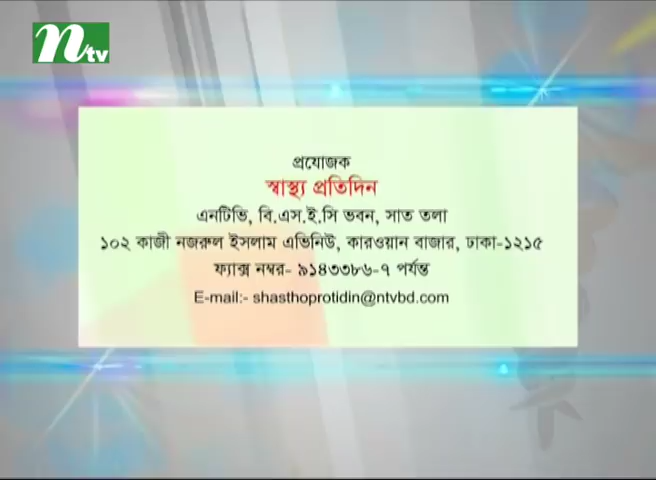 ntv
প্রযোজক
স্বাস্থ্য প্রতিদিন
এনটিভি, বি.এস.ই.সি ভবন, সাত তলা
১০২ কাজী নজরুল ইসলাম এভিনিউ, কারওয়ান বাজার, ঢাকা-১২১৫
ফ্যাক্স নম্বর- ৯১৪৩৩৮৬-৭ পর্যন্ত
E-mail:- shasthoprotidin@ntvbd.com